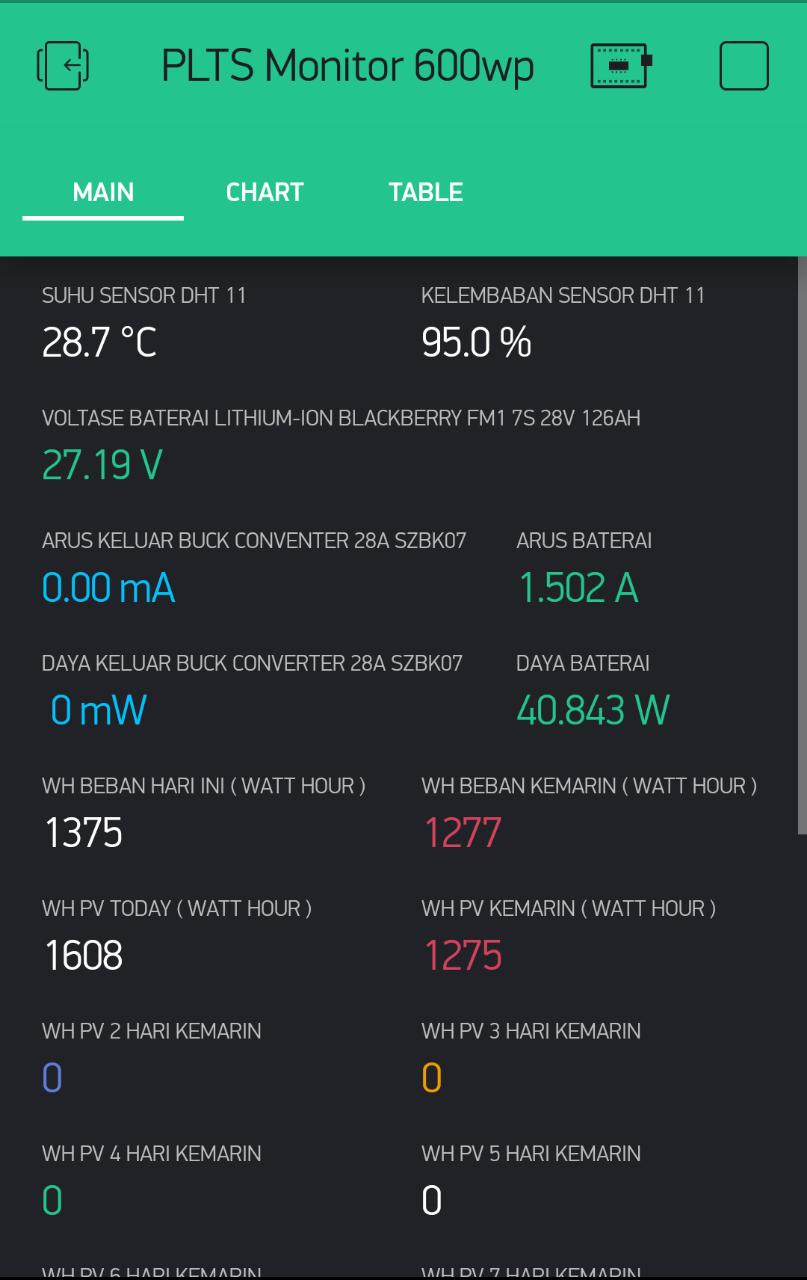 PLTS Monitor 600wp
MAIN CHART TABLE
SUHU SENSOR DHT 11 KELEMBABAN SENSOR DHT 11
28.7 °C 95.0 %
VOLTASE BATERAI LITHIUM-ION BLACKBERRY FM1 7S 28V 126AH
27.19 V
ARUS KELUAR BUCK CONVENTER 28A SZBK07 ARUS BATERAI
0.00 mA 1.502 A
DAYA KELUAR BUCK CONVERTER 28A SZBK07 DAYA BATERAI
0 mW 40.843 W
WH BEBAN HARI INI ( WATT HOUR ) WH BEBAN KEMARIN ( WATT HOUR )
1375 1277
WH PV TODAY ( WATT HOUR ) WH PV KEMARIN ( WATT HOUR )
1608 1275
WH PV 2 HARI KEMARIN WH PV 3 HARI KEMARIN
0 0
WH PV 4 HARI KEMARIN WH PV 5 HARI KEMARIN
0 0
WH PV 6 HARI KEMARIN WH PV 7 HARI KEMARIN